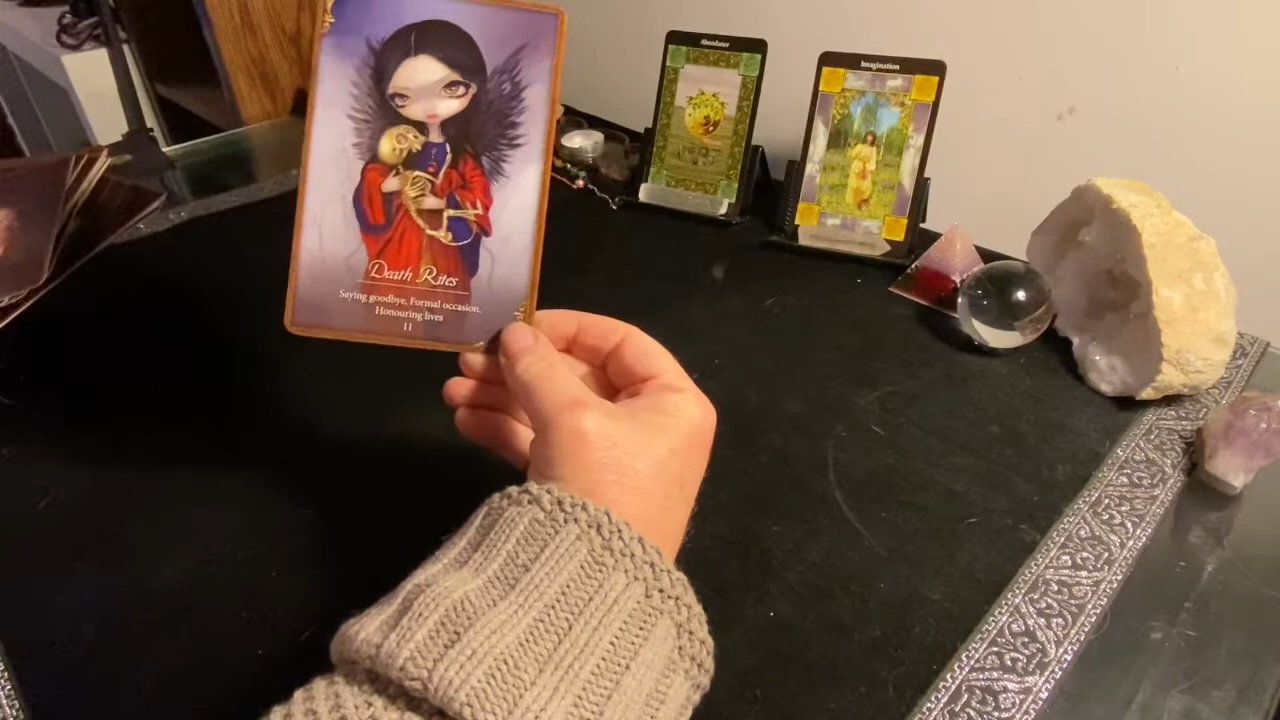 Death Rites
Saying goodbye, Formal occasion,
Honouring lives
11
Abundance
Imagination